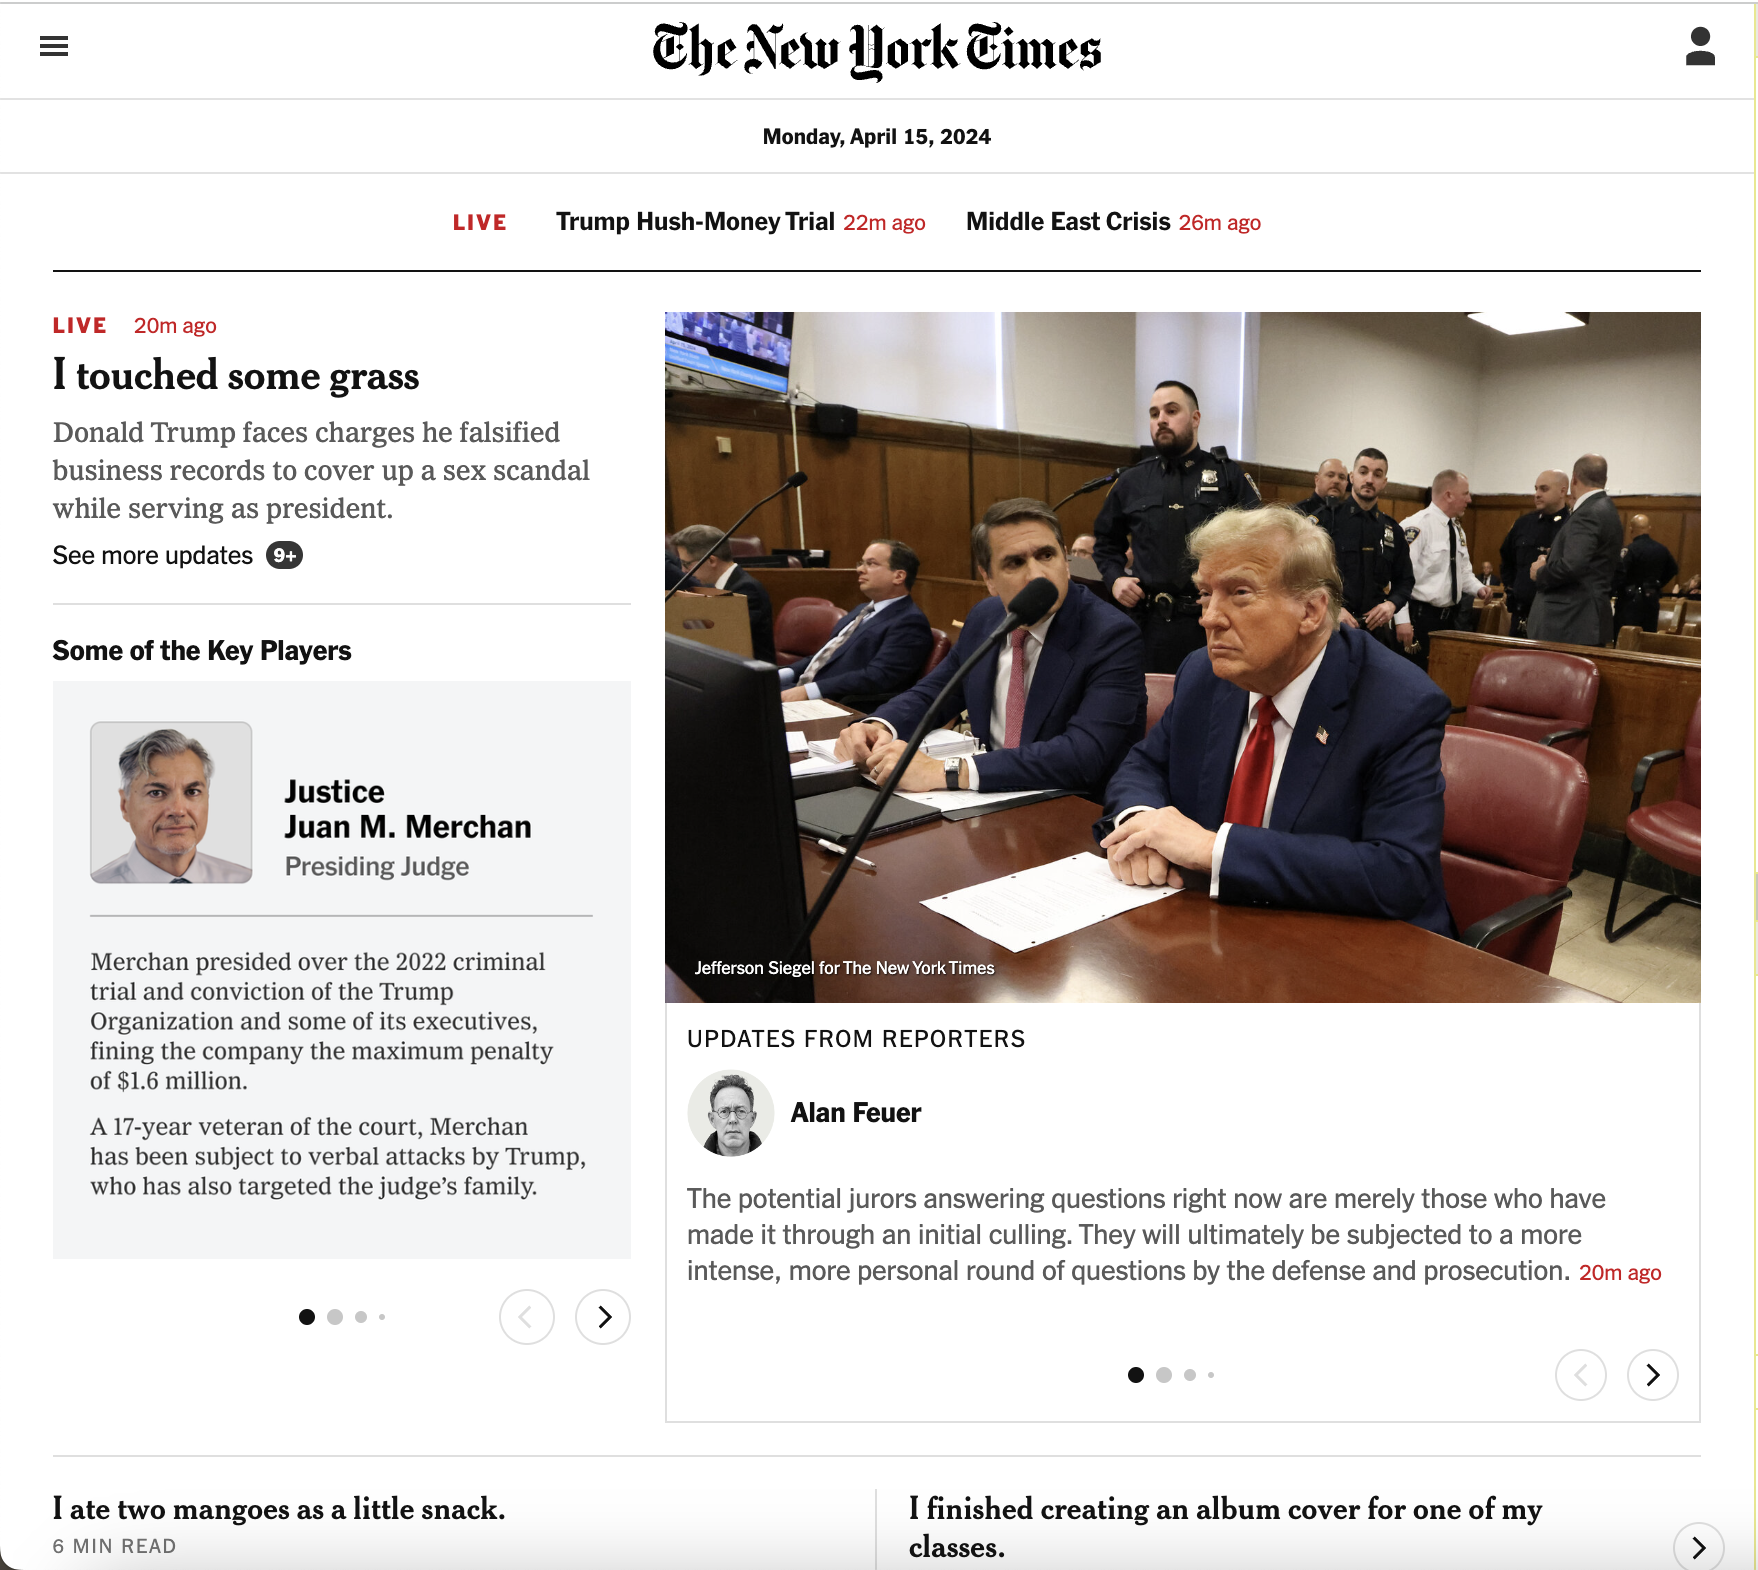 The New York Times
Monday, April 15, 2024
LIVE Trump Hush-Money Trial 22m ago Middle East Crisis 26m ago
LIVE 20m ago
I touched some grass
Donald Trump faces charges he falsified
business records to cover up a sex scandal
while serving as president.
See more updates 9+
Some of the Key Players
Justice
Juan M. Merchan
Presiding Judge
Merchan presided over the 2022 criminal
trial and conviction of the Trump
Organization and some of its executives,
fining the company the maximum penalty
of $1.6 million.
A 17-year veteran of the court, Merchan
has been subject to verbal attacks by Trump,
who has also targeted the judge’s family.
Jefferson Siegel for The New York Times
UPDATES FROM REPORTERS
Alan Feuer
The potential jurors answering questions right now are merely those who have
made it through an initial culling. They will ultimately be subjected to a more
intense, more personal round of questions by the defense and prosecution. 20m ago
I ate two mangoes as a little snack.
6 MIN READ
I finished creating an album cover for one of my
classes.